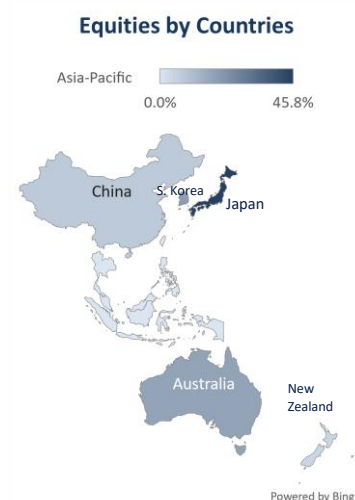 Equities by Countries
Asia-Pacific
0.0%
45.8%
China
S. Korea
Japan
Australia
New
Zealand
Powered by Bing